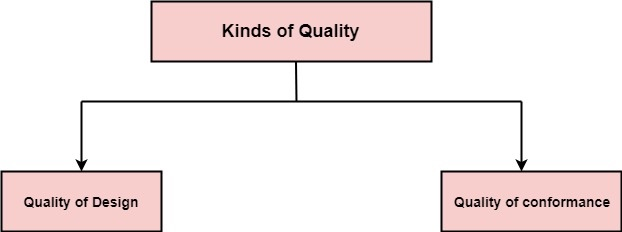 Kinds of Quality
Quality of Design
Quality of conformance